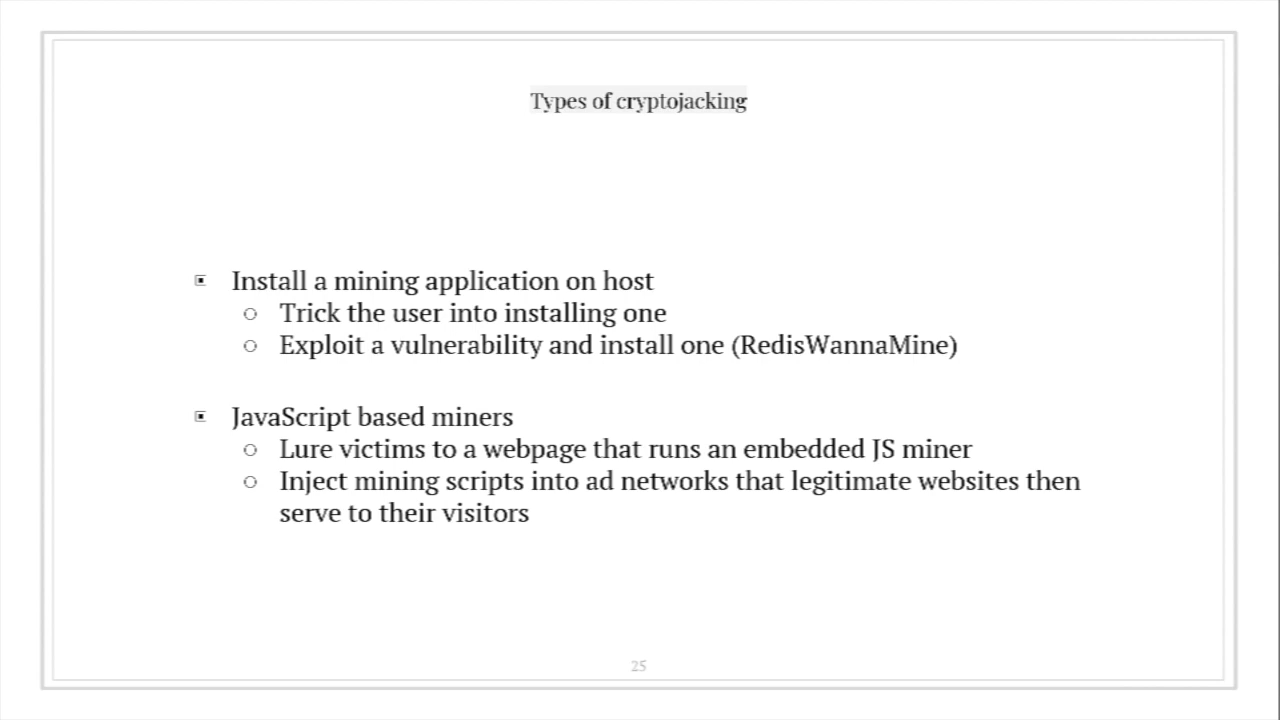 Types of cryptojacking
Install a mining application on host
Trick the user into installing one
Exploit a vulnerability and install one (RedisWannaMine)
JavaScript based miners
Lure victims to a webpage that runs an embedded JS miner
Inject mining scripts into ad networks that legitimate websites then
serve to their visitors
25